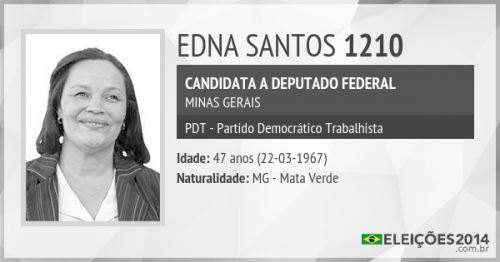 EDNA SANTOS 1210
CANDIDATA A DEPUTADO FEDERAL
MINAS GERAIS
PDT - Partido Democrático Trabalhista
Idade: 47 anos (22-03-1967)
Naturalidade: MG - Mata Verde
ELEIÇÕES2014
.com.br